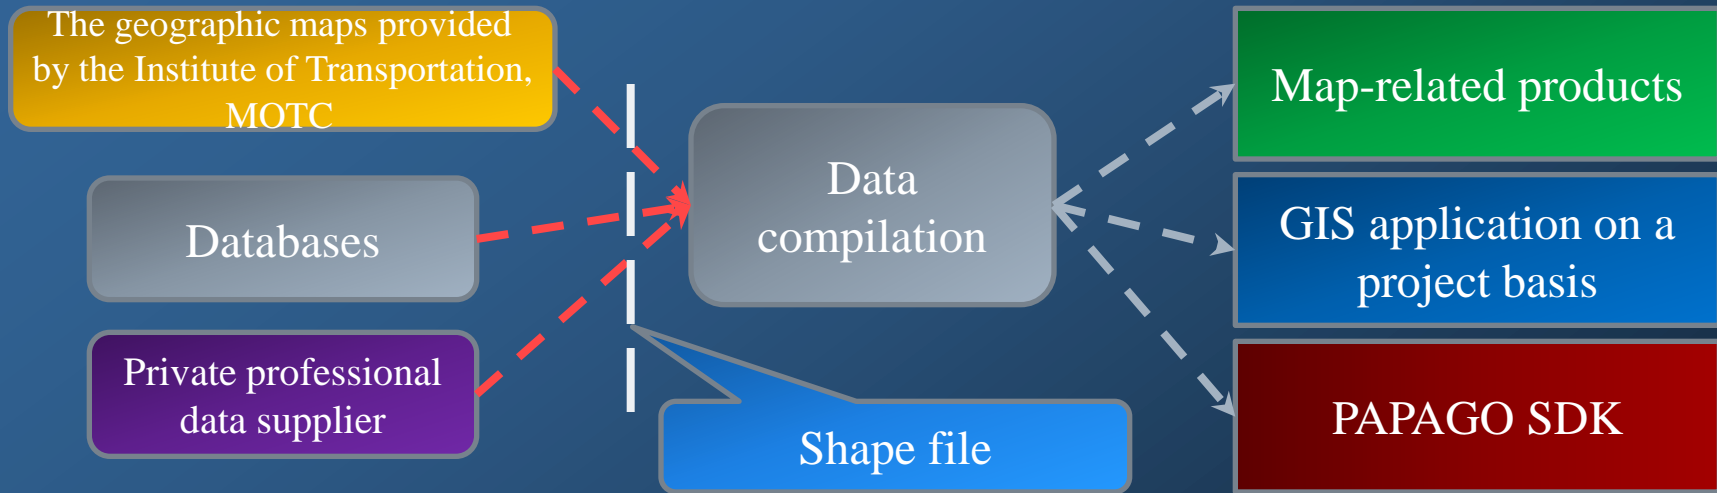 The geographic maps provided
by the Institute of Transportation,
MOTC
Databases
Private professional
data supplier
Data
compilation
Shape file
Map-related products
GIS application on a
project basis
PAPAGO SDK